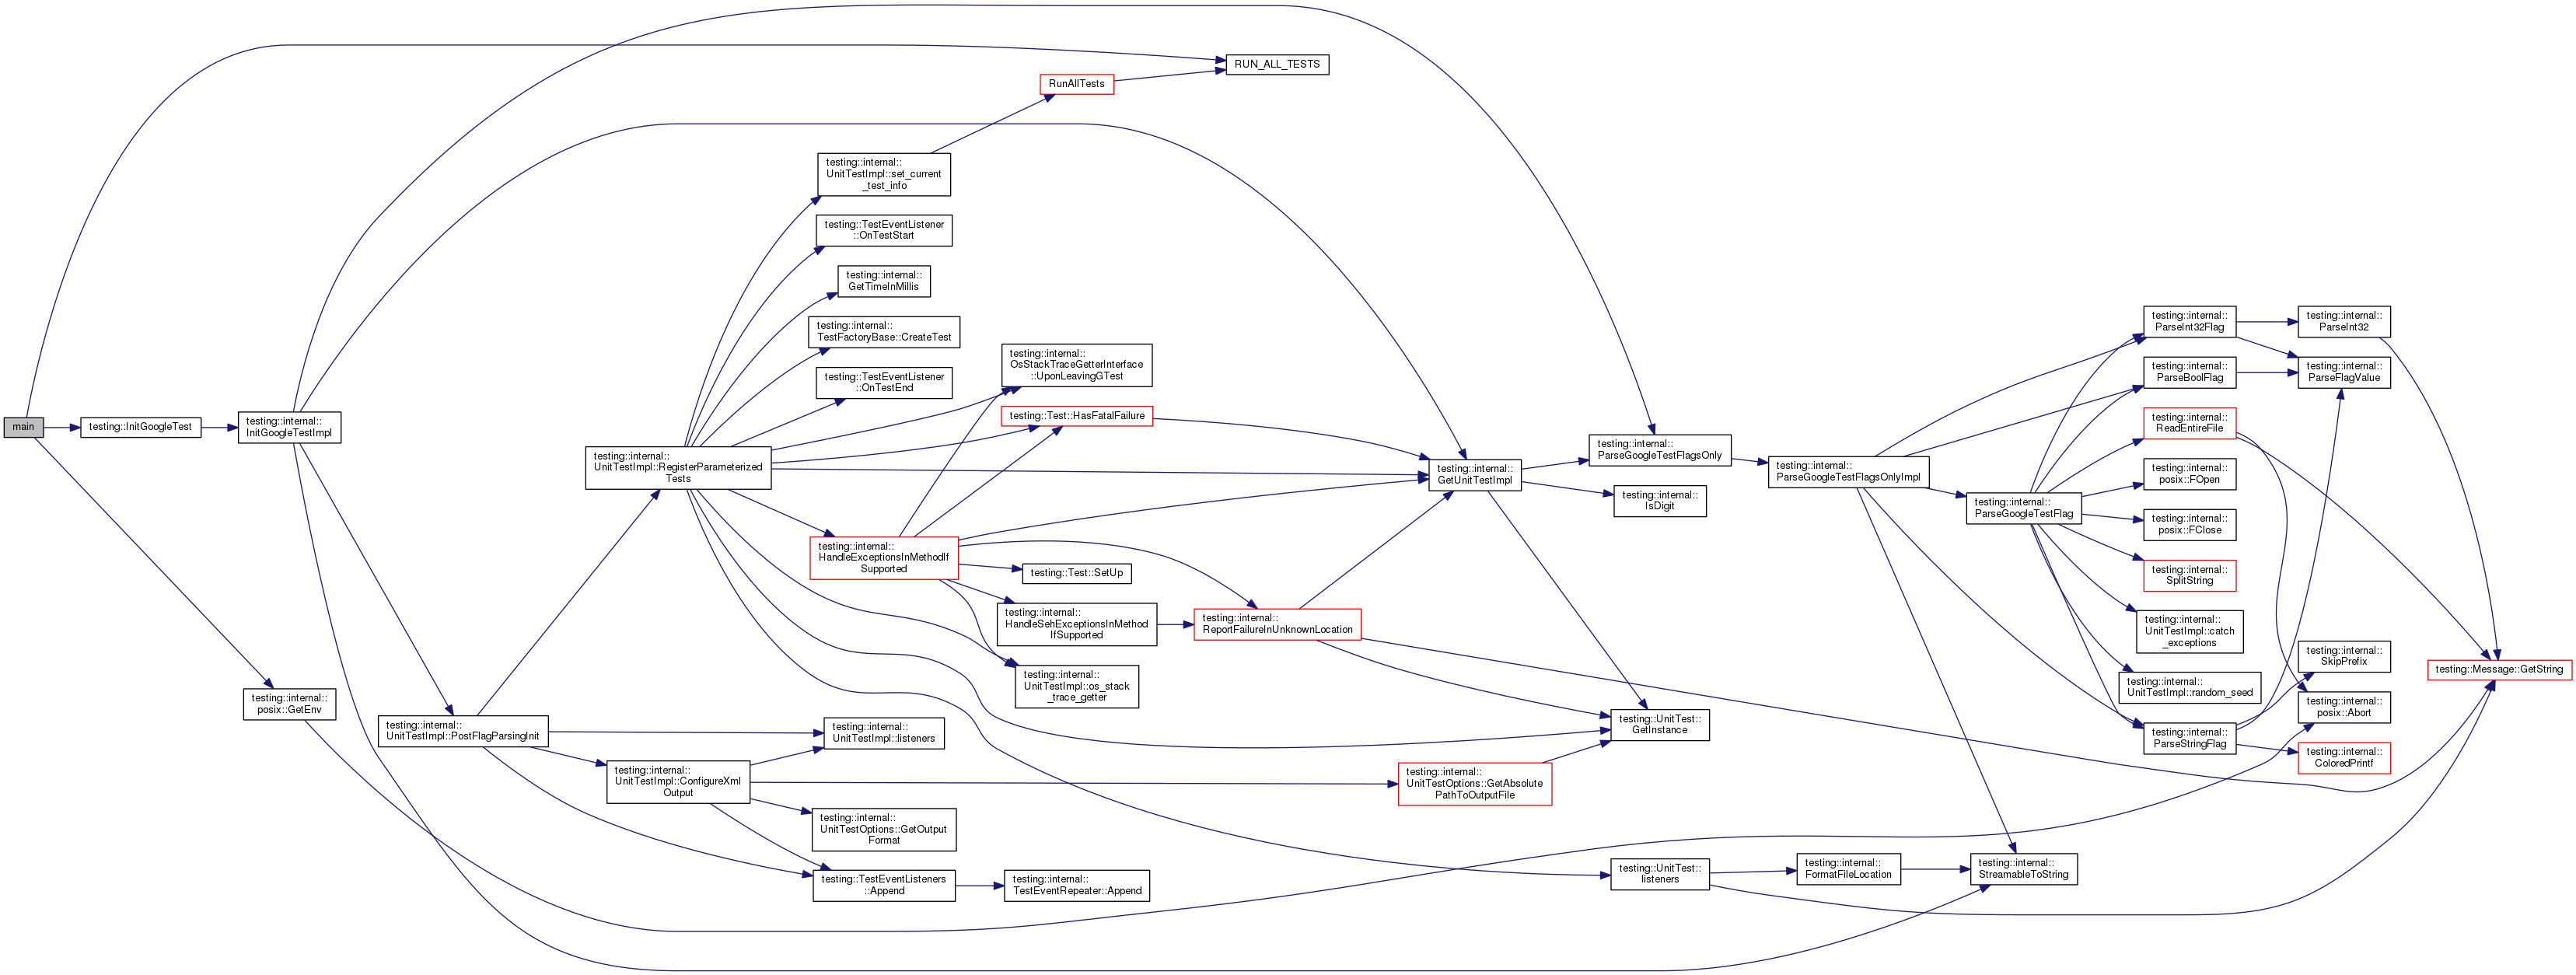 main
testing::InitGoogleTest
testing::internal::
InitGoogleTestImpl
testing::internal::
posix::GetEnv
testing::internal::
UnitTestImpl::PostFlagParsingInit
testing::internal::
UnitTestImpl::RegisterParameterized
Tests
testing::internal::
UnitTestImpl::ConfigureXml
Output
testing::internal::
UnitTestImpl::set_current
_test_info
testing::TestEventListener
::OnTestStart
testing::internal::
GetTimeInMillis
testing::internal::
TestFactoryBase::CreateTest
testing::TestEventListener
::OnTestEnd
testing::internal::
HandleExceptionsInMethodIf
Supported
testing::internal::
UnitTestImpl::listeners
testing::internal::
UnitTestOptions::GetOutput
Format
testing::TestEventListeners
::Append
RunAllTests
testing::internal::
OsStackTraceGetterInterface
::UponLeavingGTest
testing::Test::HasFatalFailure
testing::Test::SetUp
testing::internal::
HandleSehExceptionsInMethod
IfSupported
testing::internal::
UnitTestImpl::os_stack
_trace_getter
testing::internal::
TestEventRepeater::Append
RUN_ALL_TESTS
testing::internal::
ReportFailureInUnknownLocation
testing::internal::
GetUnitTestImpl
testing::internal::
UnitTestOptions::GetAbsolute
PathToOutputFile
testing::internal::
ParseGoogleTestFlagsOnly
testing::internal::
IsDigit
testing::UnitTest::
GetInstance
testing::UnitTest::
listeners
testing::internal::
ParseGoogleTestFlagsOnlyImpl
testing::internal::
FormatFileLocation
testing::internal::
ParseGoogleTestFlag
testing::internal::
StreamableToString
testing::internal::
ParseInt32Flag
testing::internal::
ParseBoolFlag
testing::internal::
ReadEntireFile
testing::internal::
posix::FOpen
testing::internal::
posix::FClose
testing::internal::
SplitString
testing::internal::
UnitTestImpl::catch
_exceptions
testing::internal::
UnitTestImpl::random_seed
testing::internal::
ParseStringFlag
testing::internal::
ParseInt32
testing::internal::
ParseFlagValue
testing::internal::
SkipPrefix
testing::internal::
posix::Abort
testing::internal::
ColoredPrintf
testing::Message::GetString